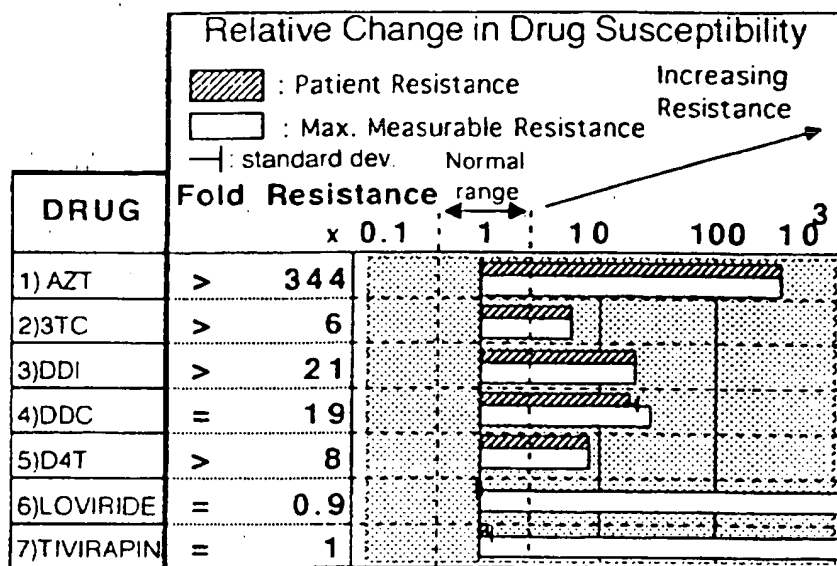 Relative Change in Drug Susceptibility
: Patient Resistance
: Max. Measurable Resistance
: standard dev.
Normal
range
Increasing
Resistance
DRUG
Fold Resistance
x 0.1 1 10 100 10³
1) AZT > 344
2)3TC > 6
3)DDI > 21
4)DDC = 19
5)D4T > 8
6)LOVIRIDE = 0.9
7)TIVIRAPIN = 1